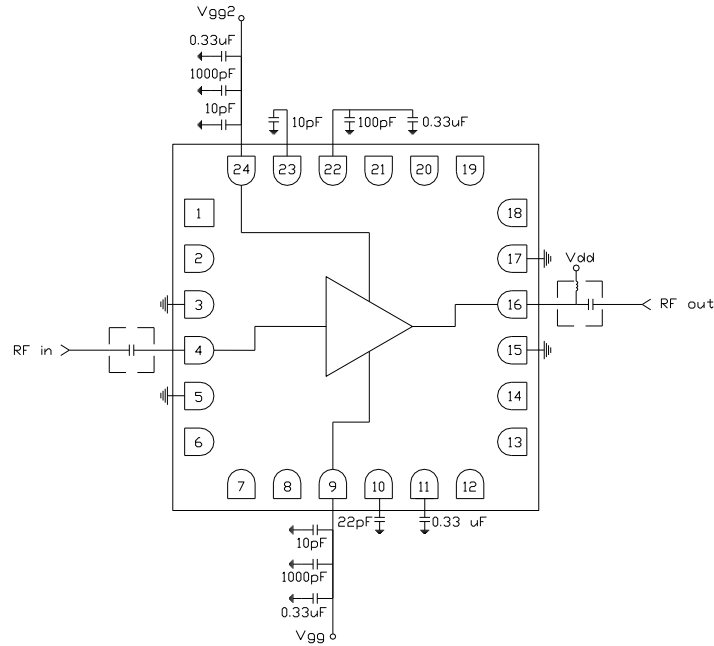 Vgg2
0.33uF
1000pF
10pF
10pF
100pF
0.33uF
24
23
22
21
20
19
1
18
2
17
Vdd
3
16
RF out
RF in
4
15
5
14
6
13
7
8
9
10
11
12
22pF
0.33 uF
10pF
1000pF
0.33uF
Vgg